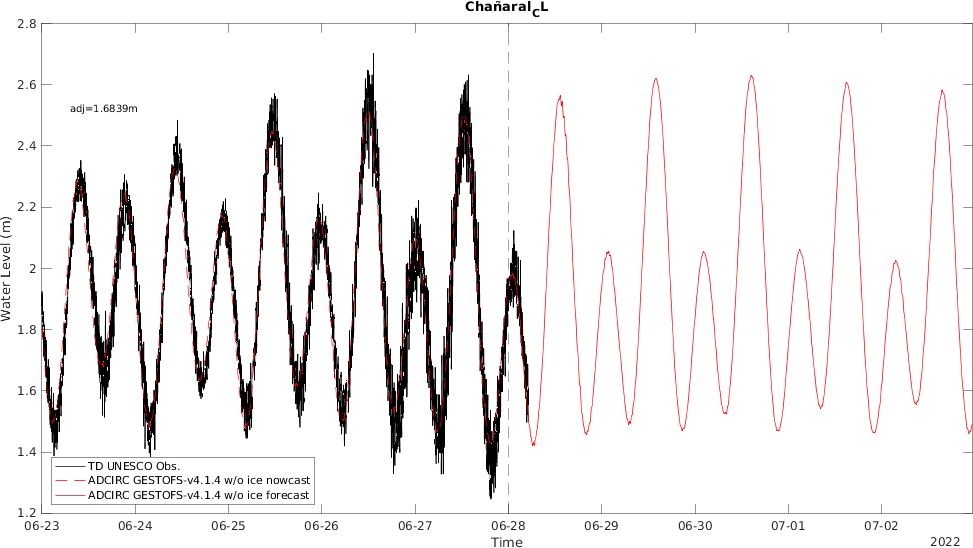 Chañaral_CL
2.8
2.6
2.4
2.2
2
1.8
1.6
1.4
1.2
Water Level (m)
adj=1.6839m
TD UNESCO Obs.
ADCIRC GESTOFS-v4.1.4 w/o ice nowcast
ADCIRC GESTOFS-v4.1.4 w/o ice forecast
06-23 06-24 06-25 06-26 06-27 06-28 06-29 06-30 07-01 07-02
Time
2022